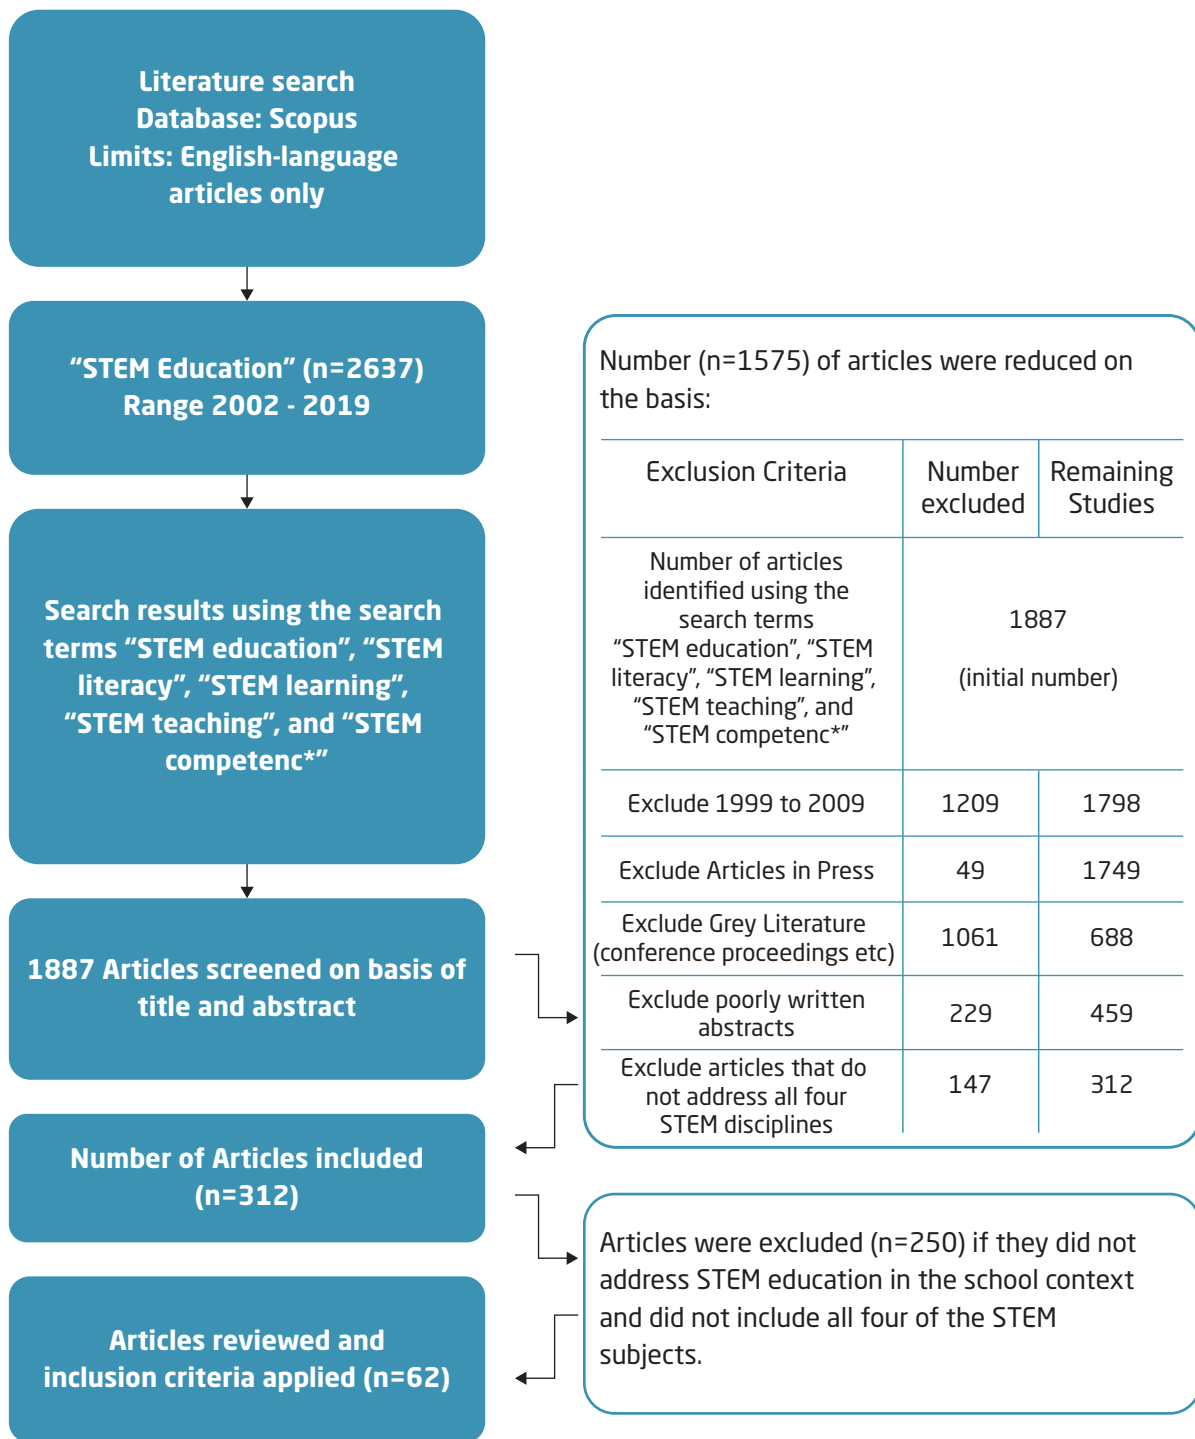 Literature search
Database: Scopus
Limits: English-language
articles only
“STEM Education” (n=2637)
Range 2002 - 2019
Search results using the search
terms “STEM education”, “STEM
literacy”, “STEM learning”,
“STEM teaching”, and “STEM
competenc*”
1887 Articles screened on basis of
title and abstract
Number (n=1575) of articles were reduced on
the basis:
Exclusion Criteria
Number
excluded
Remaining
Studies
Number of articles
identified using the
search terms
“STEM education”, “STEM
literacy”, “STEM learning”,
“STEM teaching”, and
“STEM competenc*”
1887
(initial number)
Exclude 1999 to 2009
1209
1798
Exclude Articles in Press
49
1749
Exclude Grey Literature
(conference proceedings etc)
1061
688
Exclude poorly written
abstracts
229
459
Exclude articles that do
not address all four
STEM disciplines
147
312
Number of Articles included
(n=312)
Articles were excluded (n=250) if they did not
address STEM education in the school context
and did not include all four of the STEM
subjects.
Articles reviewed and
inclusion criteria applied (n=62)